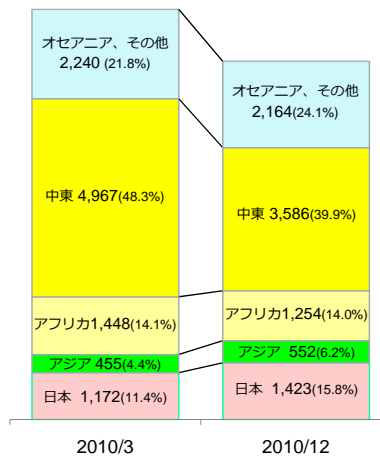 オセアニア、その他
2,240 (21.8%)
中東 4,967(48.3%)
アフリカ1,448(14.1%)
アジア 455(4.4%)
日本 1,172(11.4%)
2010/3
オセアニア、その他
2,164(24.1%)
中東 3,586(39.9%)
アフリカ1,254(14.0%)
アジア 552(6.2%)
日本 1,423(15.8%)
2010/12